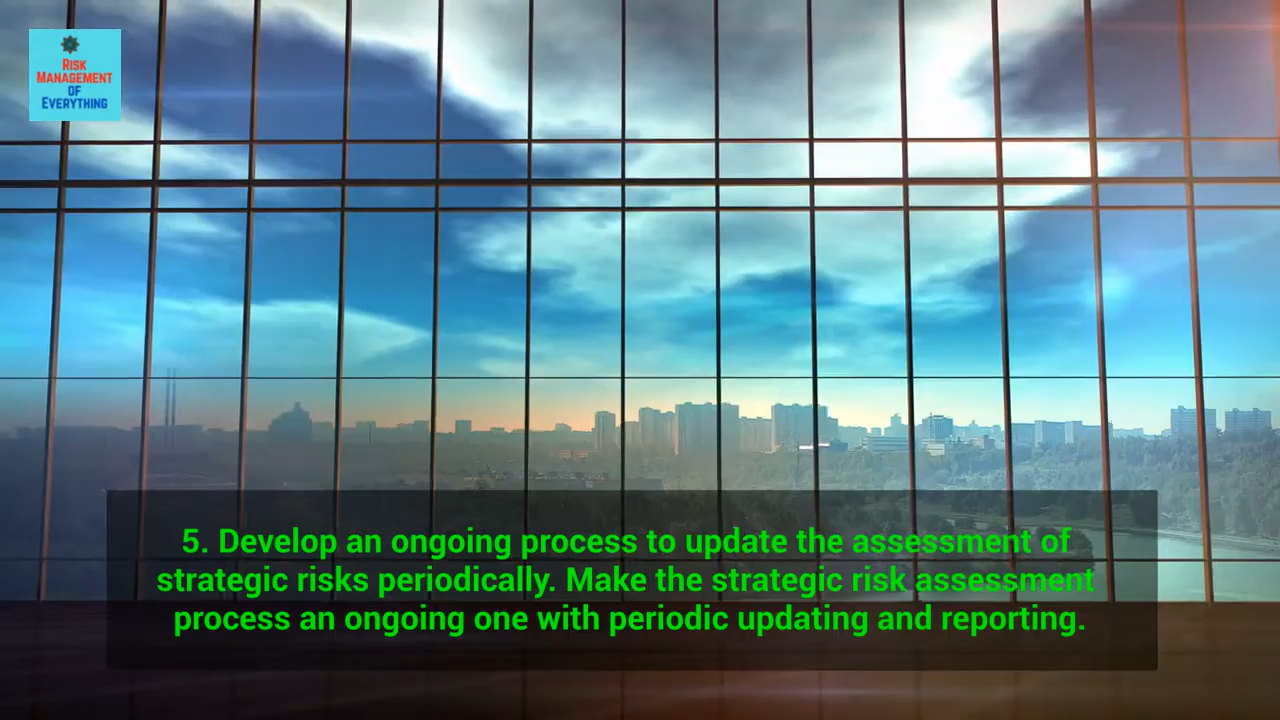 RISK
MANAGEMENT
OF
EVERYTHING
5. Develop an ongoing process to update the assessment of
strategic risks periodically. Make the strategic risk assessment
process an ongoing one with periodic updating and reporting.